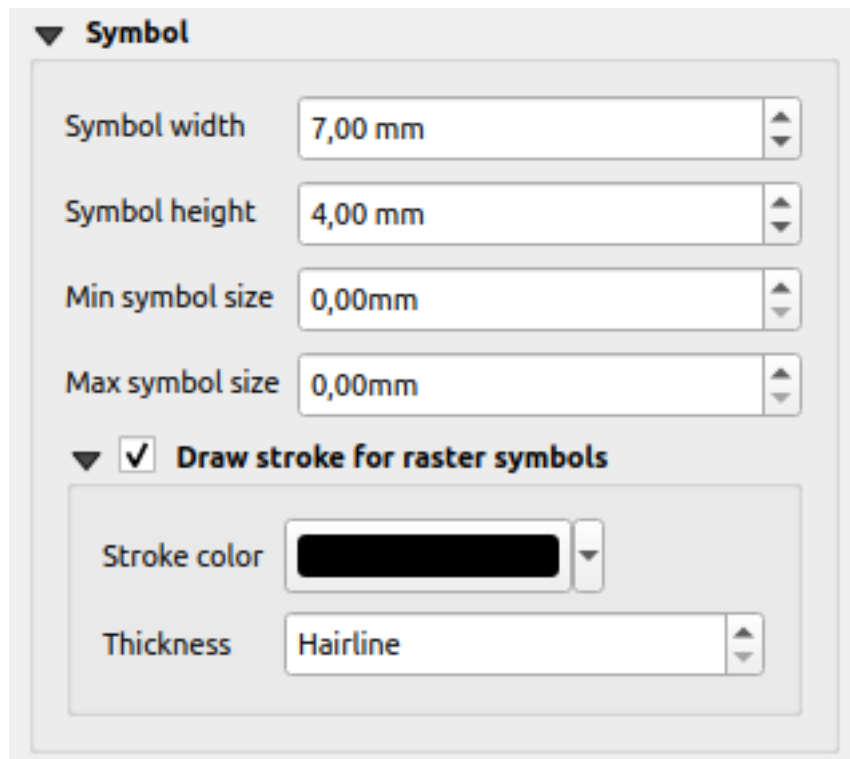 Symbol
Symbol width 7,00 mm
Symbol height 4,00 mm
Min symbol size 0,00mm
Max symbol size 0,00mm
Draw stroke for raster symbols
Stroke color
Thickness Hairline